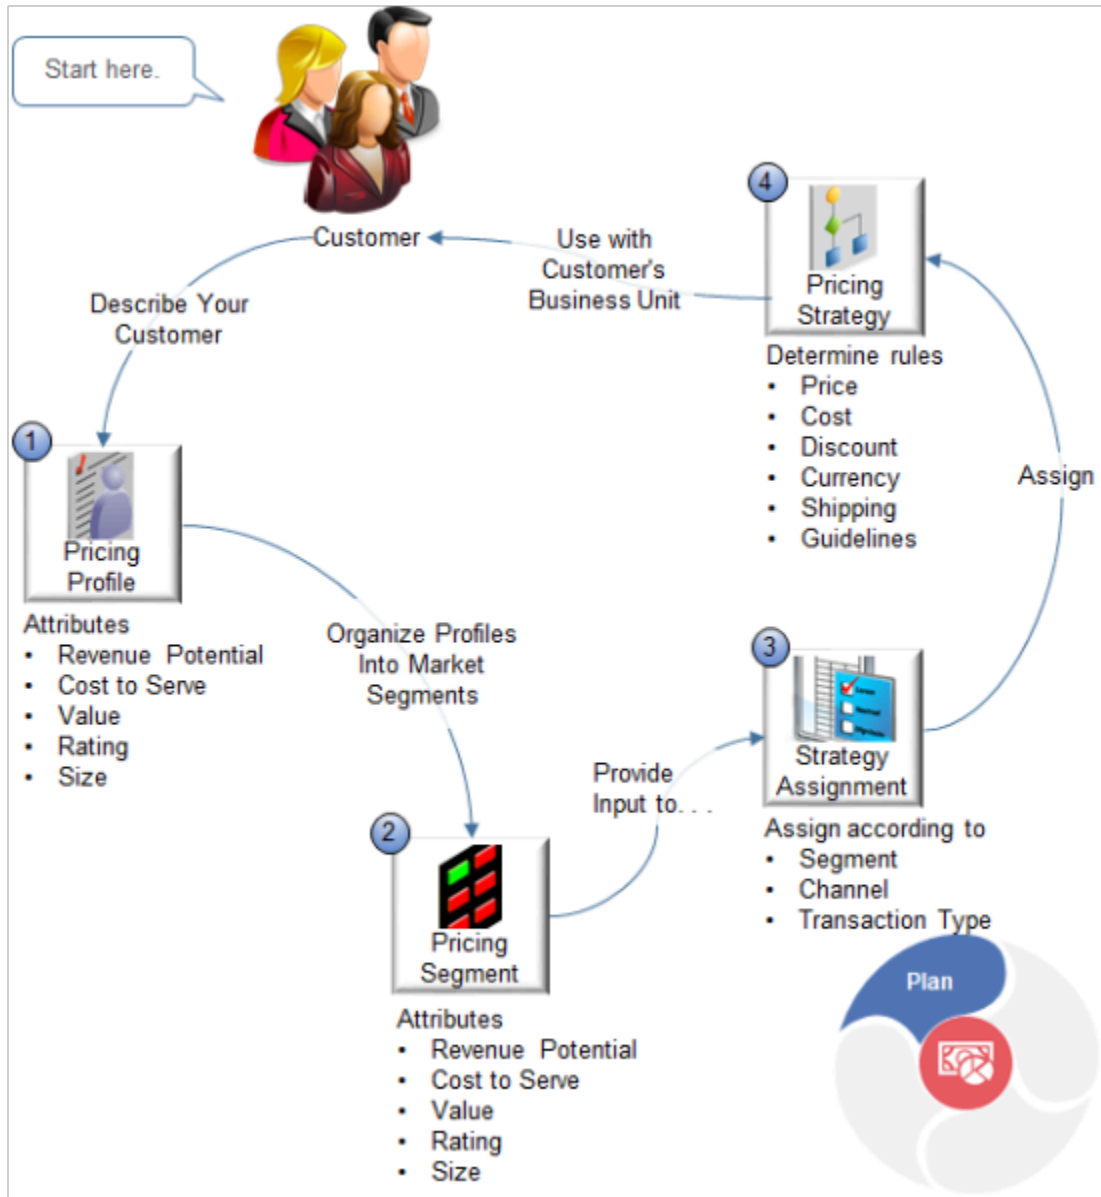 Start here.
Customer
Describe Your
Customer
1
Pricing
Profile
Attributes
• Revenue Potential
• Cost to Serve
• Value
• Rating
• Size
Organize Profiles
Into Market
Segments
2
Pricing
Segment
Attributes
• Revenue Potential
• Cost to Serve
• Value
• Rating
• Size
Provide
Input to. . .
3
Strategy
Assignment
Assign according to
• Segment
• Channel
• Transaction Type
Assign
4
Pricing
Strategy
Determine rules
• Price
• Cost
• Discount
• Currency
• Shipping
• Guidelines
Use with
Customer's
Business Unit
Plan